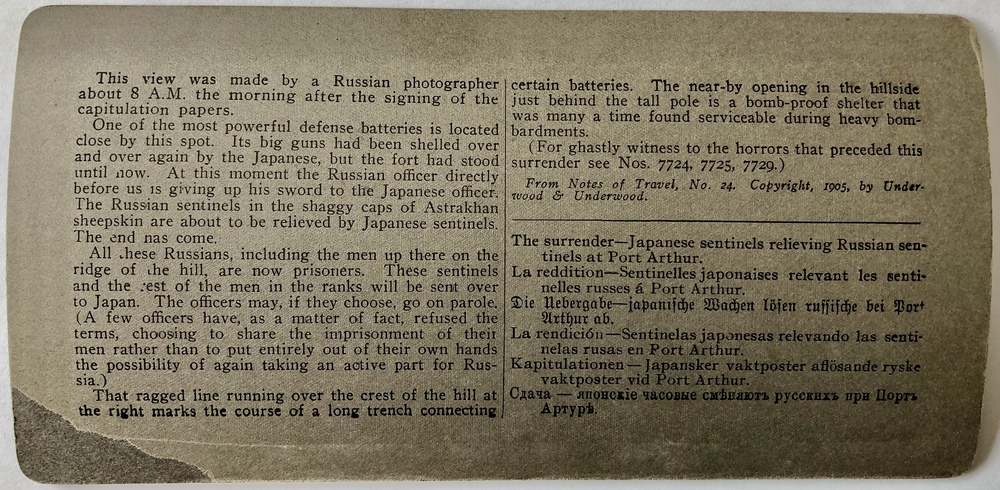 This view was made by a Russian photographer
about 8 A.M. the morning after the signing of the
capitulation papers.
One of the most powerful defense batteries is located
close by this spot. Its big guns had been shelled over
and over again by the Japanese, but the fort had stood
until now. At this moment the Russian officer directly
before us is giving up his sword to the Japanese officer.
The Russian sentinels in the shaggy caps of Astrakhan
sheepskin are about to be relieved by Japanese sentinels.
The end has come.
All these Russians, including the men up there on the
ridge of the hill, are now prisoners. These sentinels
and the rest of the men in the ranks will be sent over
to Japan. The officers may, if they choose, go on parole.
(A few officers have, as a matter of fact, refused the
terms, choosing to share the imprisonment of their
men rather than to put entirely out of their own hands
the possibility of again taking an active part for Rus-
sia.)
That ragged line running over the crest of the hill at
the right marks the course of a long trench connecting
certain batteries. The near-by opening in the hillside
just behind the tall pole is a bomb-proof shelter that
was many a time found serviceable during heavy bom-
bardments.
(For ghastly witness to the horrors that preceded this
surrender see Nos. 7724, 7725, 7729.)
From Notes of Travel, No. 24. Copyright, 1905, by Under-
wood & Underwood.
The surrender—Japanese sentinels relieving Russian sen-
tinels at Port Arthur.
La reddition—Sentinelles japonaises relevant les senti-
nelles russes á Port Arthur.
Die Uebergabe—japanische Wachen lösen russische bei Port
Arthur ab.
La rendición—Sentinelas japonesas relevando las senti-
nelas rusas en Port Arthur.
Kapitulationen—Japansker vaktposter aflösande ryske
vaktposter vid Port Arthur.
Сдача — японскіе часовые смѣняютъ русскихъ при Портъ
Артурѣ.